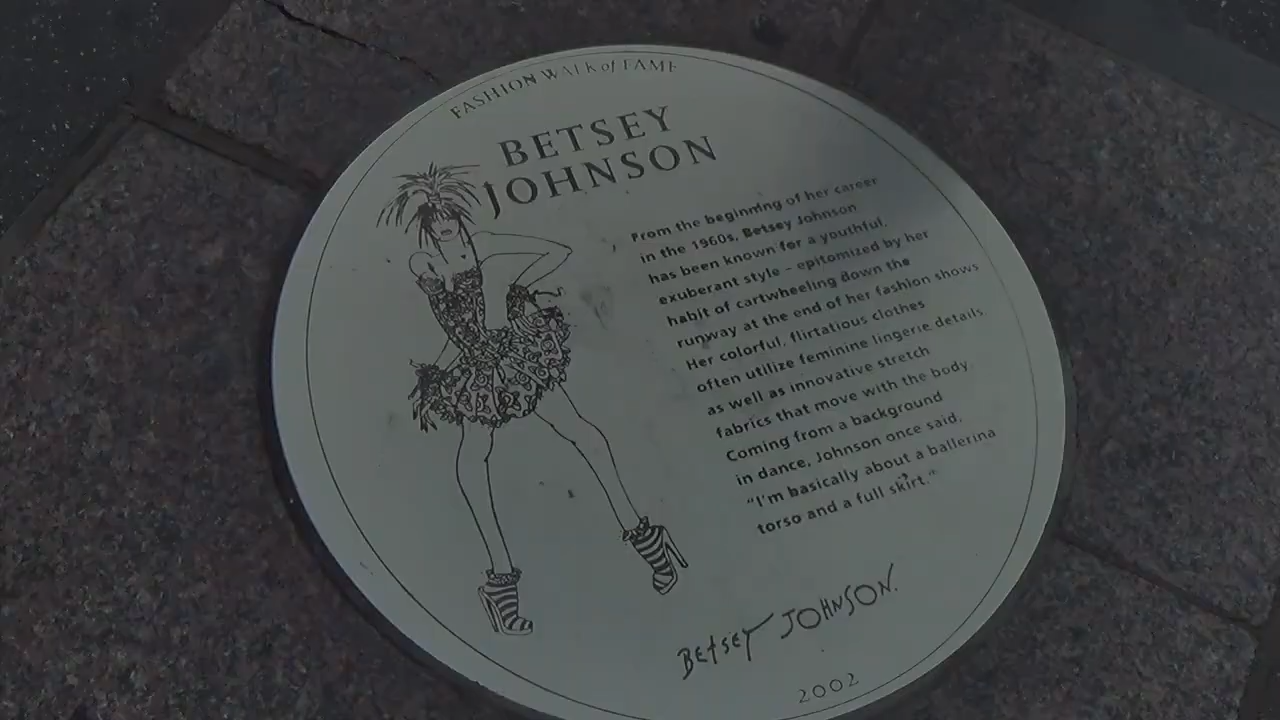 FASHION WALK of FAME
BETSEY
JOHNSON
From the beginning of her career
in the 1960s, Betsey Johnson
has been known for a youthful,
exuberant style – epitomized by her
habit of cartwheeling down the
runway at the end of her fashion shows
Her colorful, flirtatious clothes
often utilize feminine lingerie details,
as well as innovative stretch
fabrics that move with the body.
Coming from a background
in dance, Johnson once said,
“I'm basically about a ballerina
torso and a full skirt.”
BEtSEY JOHNSON.
2002